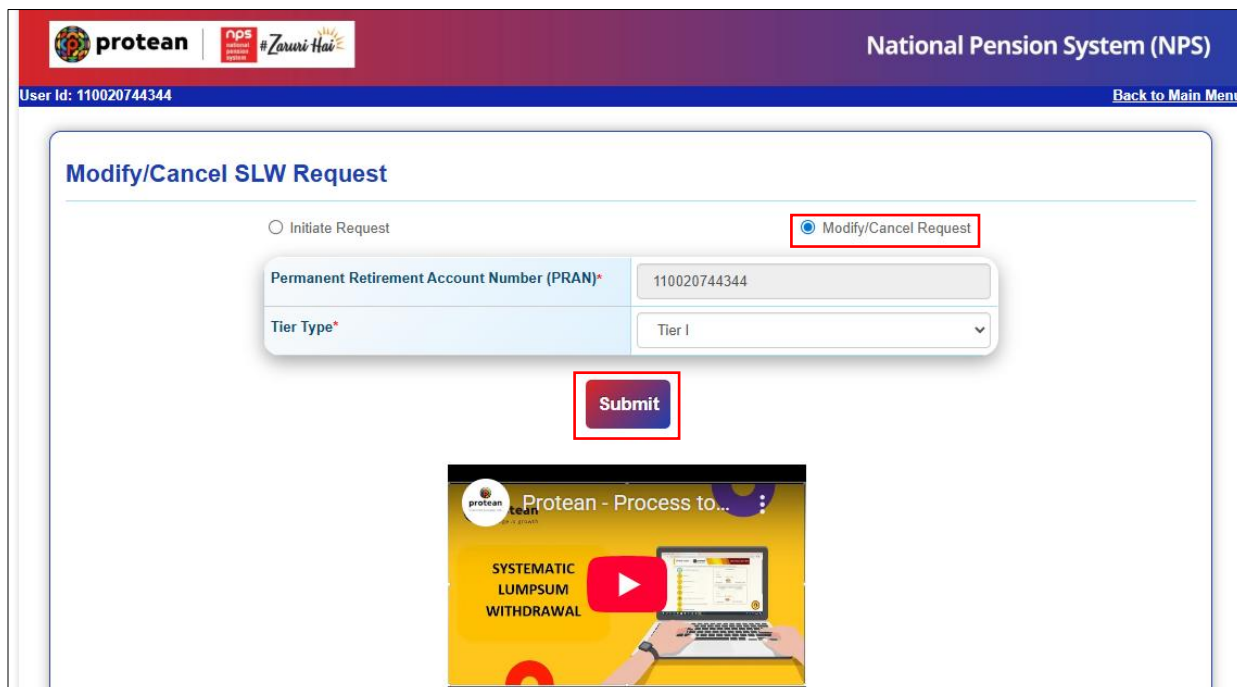 protean
nps
national
pension
system
#Zaruri Hai
National Pension System (NPS)
User Id: 110020744344
Back to Main Menu
Modify/Cancel SLW Request
Initiate Request
Modify/Cancel Request
Permanent Retirement Account Number (PRAN)*
110020744344
Tier Type*
Tier I
Submit
protean
Protean - Process to...
SYSTEMATIC
LUMPSUM
WITHDRAWAL